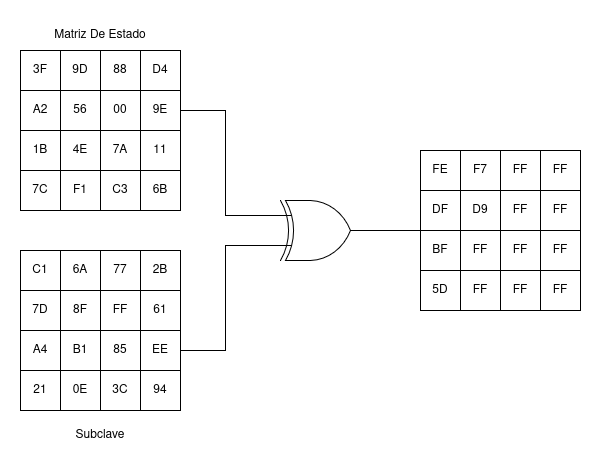 Matriz De Estado
3F 9D 88 D4
A2 56 00 9E
1B 4E 7A 11
7C F1 C3 6B
C1 6A 77 2B
7D 8F FF 61
A4 B1 85 EE
21 0E 3C 94
Subclave
FE F7 FF FF
DF D9 FF FF
BF FF FF FF
5D FF FF FF